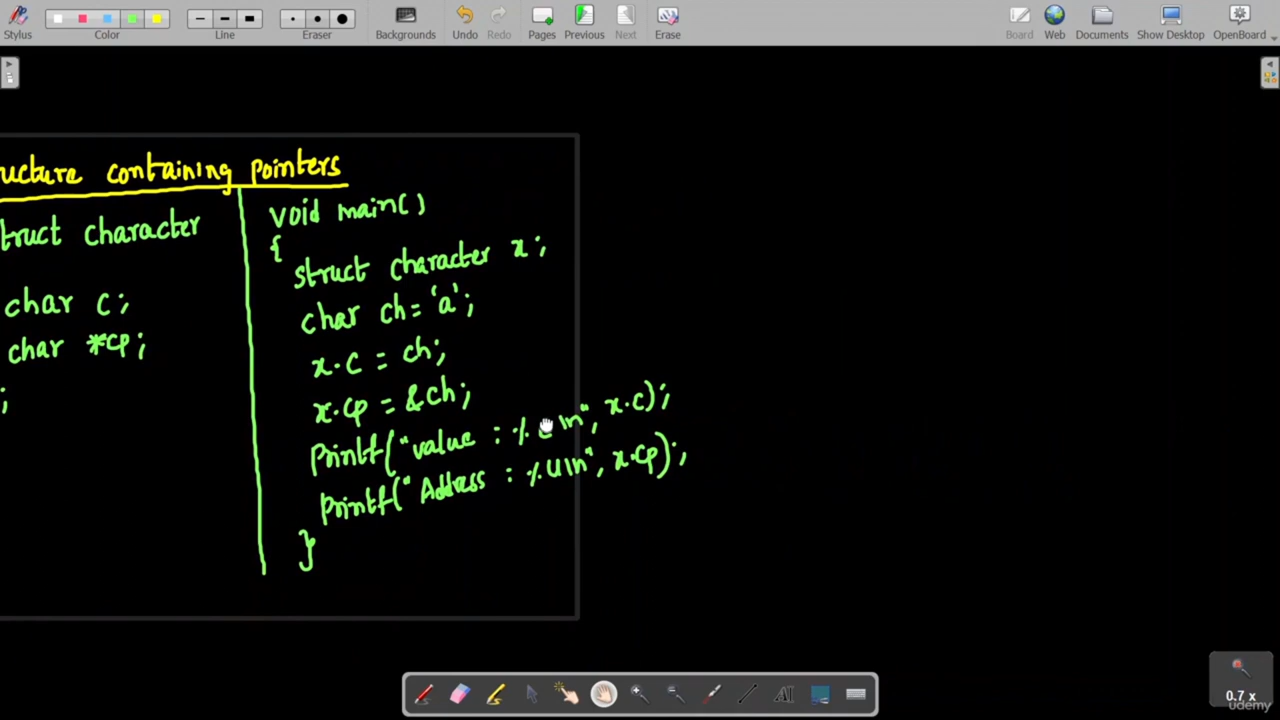 Stylus Color Line Eraser Backgrounds Undo Redo Pages Previous Next Erase Board Web Documents Show Desktop OpenBoard
ucture containing pointers
truct character
char c;
char *cp;
;
void main()
{
struct character x;
char ch='a';
x.c = ch;
x.cp = &ch;
printf("value : %c\n", x.c);
printf("Address : %u\n", x.cp);
}
0.7 x
udemy